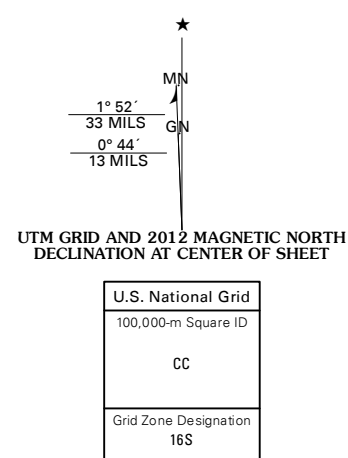 ★
MN
1° 52´
33 MILS
GN
0° 44´
13 MILS
UTM GRID AND 2012 MAGNETIC NORTH
DECLINATION AT CENTER OF SHEET
U.S. National Grid
100,000-m Square ID
CC
Grid Zone Designation
16S